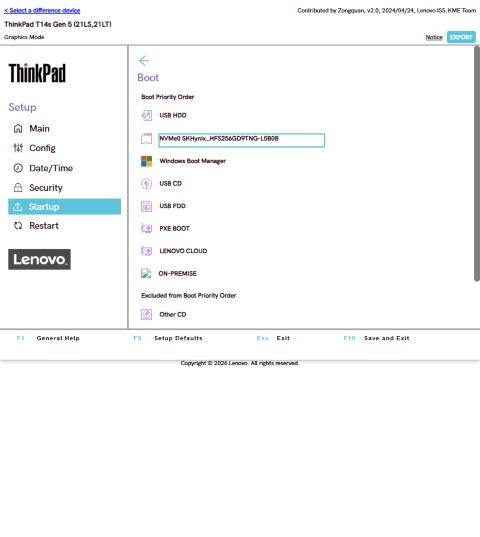 < Select a different device
Contributed by Zongquan, v2.0, 2024/04/24, Lenovo ISS-KME Team
ThinkPad T14s Gen 5 (21LS,21LT)
Graphics Mode
Notice
EXPORT
ThinkPad
Setup
Main
Config
Date/Time
Security
Startup
Restart
Lenovo.
Boot
Boot Priority Order
USB HDD
NVMe0 SKHynix_HFS256GD9TNG-L5B0B
Windows Boot Manager
USB CD
USB FDD
PXE BOOT
LENOVO CLOUD
ON-PREMISE
Excluded from Boot Priority Order
Other CD
F1 General Help
F9 Setup Defaults
Esc Exit
F10 Save and Exit
Copyright © 2026 Lenovo. All rights reserved.